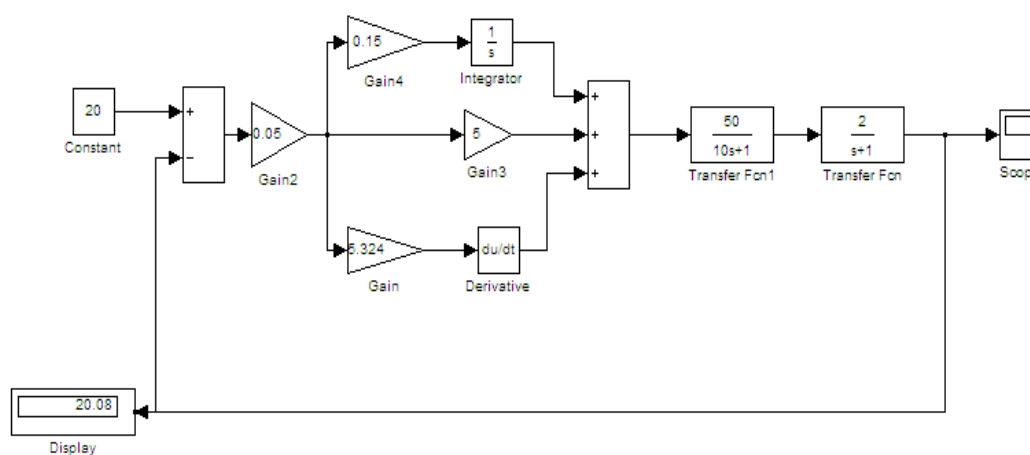 0.15
1
s
Gain4
Integrator
20
+
−
Constant
0.05
Gain2
5
Gain3
+
+
+
50
10s+1
Transfer Fcn1
2
s+1
Transfer Fcn
Scop
5.324
Gain
du/dt
Derivative
20.08
Display